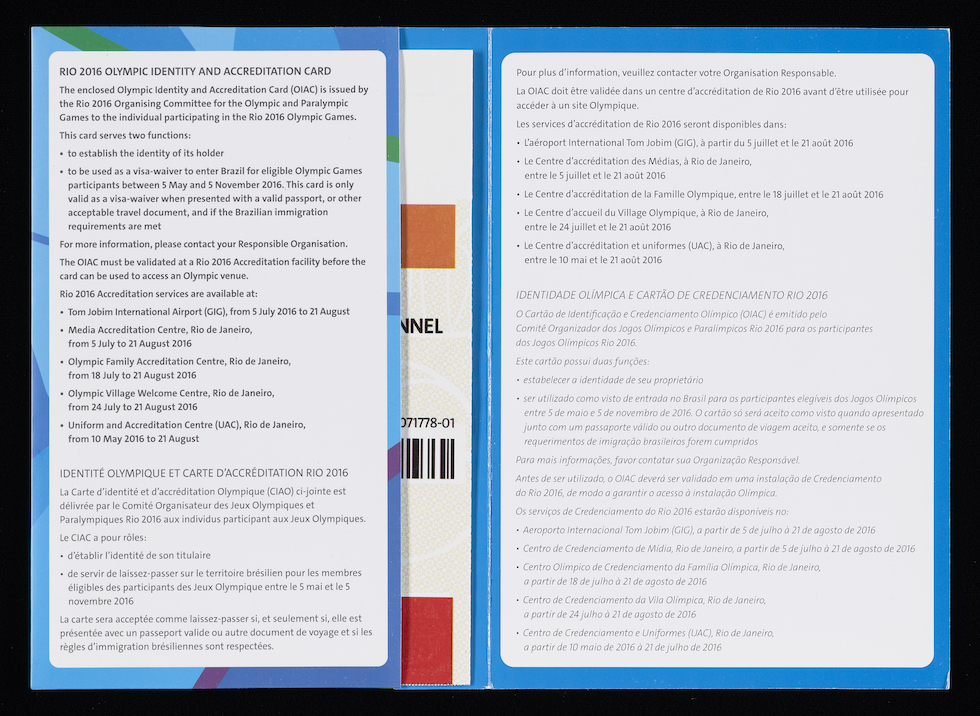 RIO 2016 OLYMPIC IDENTITY AND ACCREDITATION CARD
The enclosed Olympic Identity and Accreditation Card (OIAC) is issued by
the Rio 2016 Organising Committee for the Olympic and Paralympic
Games to the individual participating in the Rio 2016 Olympic Games.
This card serves two functions:
• to establish the identity of its holder
• to be used as a visa-waiver to enter Brazil for eligible Olympic Games
participants between 5 May and 5 November 2016. This card is only
valid as a visa-waiver when presented with a valid passport, or other
acceptable travel document, and if the Brazilian immigration
requirements are met
For more information, please contact your Responsible Organisation.
The OIAC must be validated at a Rio 2016 Accreditation facility before the
card can be used to access an Olympic venue.
Rio 2016 Accreditation services are available at:
• Tom Jobim International Airport (GIG), from 5 July 2016 to 21 August
• Media Accreditation Centre, Rio de Janeiro,
from 5 July to 21 August 2016
• Olympic Family Accreditation Centre, Rio de Janeiro,
from 18 July to 21 August 2016
• Olympic Village Welcome Centre, Rio de Janeiro,
from 24 July to 21 August 2016
• Uniform and Accreditation Centre (UAC), Rio de Janeiro,
from 10 May 2016 to 21 August
IDENTITÉ OLYMPIQUE ET CARTE D'ACCRÉDITATION RIO 2016
La Carte d'identité et d'accréditation Olympique (CIAO) ci-jointe est
délivrée par le Comité Organisateur des Jeux Olympiques et
Paralympiques Rio 2016 aux individus participant aux Jeux Olympiques.
Le CIAC a pour rôles:
• d'établir l'identité de son titulaire
• de servir de laissez-passer sur le territoire brésilien pour les membres
éligibles des participants des Jeux Olympique entre le 5 mai et le 5
novembre 2016
La carte sera acceptée comme laissez-passer si, et seulement si, elle est
présentée avec un passeport valide ou autre document de voyage et si les
règles d'immigration brésiliennes sont respectées.
NNEL
071778-01
Pour plus d'information, veuillez contacter votre Organisation Responsable.
La OIAC doit être validée dans un centre d'accréditation de Rio 2016 avant d'être utilisée pour
accéder à un site Olympique.
Les services d'accréditation de Rio 2016 seront disponibles dans:
• L'aéroport International Tom Jobim (GIG), à partir du 5 juillet et le 21 août 2016
• Le Centre d'accréditation des Médias, à Rio de Janeiro,
entre le 5 juillet et le 21 août 2016
• Le Centre d'accréditation de la Famille Olympique, entre le 18 juillet et le 21 août 2016
• Le Centre d'accueil du Village Olympique, à Rio de Janeiro,
entre le 24 juillet et le 21 août 2016
• Le Centre d'accréditation et uniformes (UAC), à Rio de Janeiro,
entre le 10 mai et le 21 août 2016
IDENTIDADE OLÍMPICA E CARTÃO DE CREDENCIAMENTO RIO 2016
O Cartão de Identificação e Credenciamento Olímpico (OIAC) é emitido pelo
Comitê Organizador dos Jogos Olímpicos e Paralímpicos Rio 2016 para os participantes
dos Jogos Olímpicos Rio 2016.
Este cartão possui duas funções:
• estabelecer a identidade de seu proprietário
• ser utilizado como visto de entrada no Brasil para os participantes elegíveis dos Jogos Olímpicos
entre 5 de maio e 5 de novembro de 2016. O cartão só será aceito como visto quando apresentado
junto com um passaporte válido ou outro documento de viagem aceito, e somente se os
requerimentos de imigração brasileiros forem cumpridos
Para mais informações, favor contatar sua Organização Responsável.
Antes de ser utilizado, o OIAC deverá ser validado em uma instalação de Credenciamento
do Rio 2016, de modo a garantir o acesso à instalação Olímpica.
Os serviços de Credenciamento do Rio 2016 estarão disponíveis no:
• Aeroporto Internacional Tom Jobim (GIG), a partir de 5 de julho à 21 de agosto de 2016
• Centro de Credenciamento de Mídia, Rio de Janeiro, a partir de 5 de julho à 21 de agosto de 2016
• Centro Olímpico de Credenciamento da Família Olímpica, Rio de Janeiro,
a partir de 18 de julho à 21 de agosto de 2016
• Centro de Credenciamento da Vila Olímpica, Rio de Janeiro,
a partir de 24 julho à 21 de agosto de 2016
• Centro de Credenciamento e Uniformes (UAC), Rio de Janeiro,
a partir de 10 maio de 2016 à 21 de julho de 2016